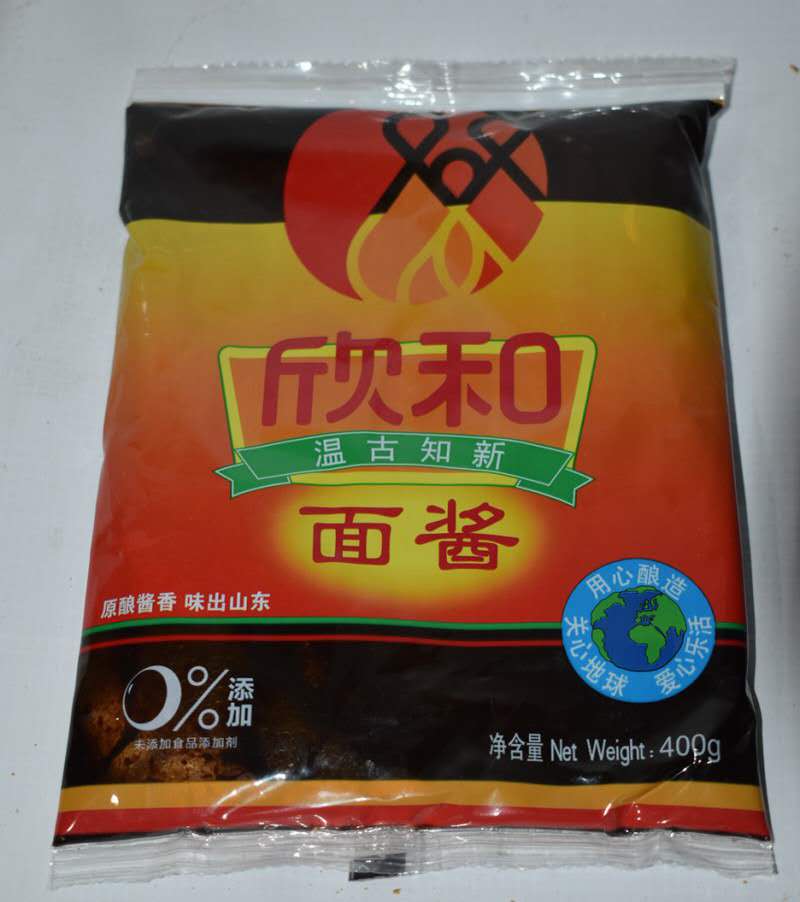 欣和
温古知新
面酱
原酿酱香 味出山东
用心酿造
关心地球
爱心乐活
0%添加
未添加食品添加剂
净含量 Net Weight：400g